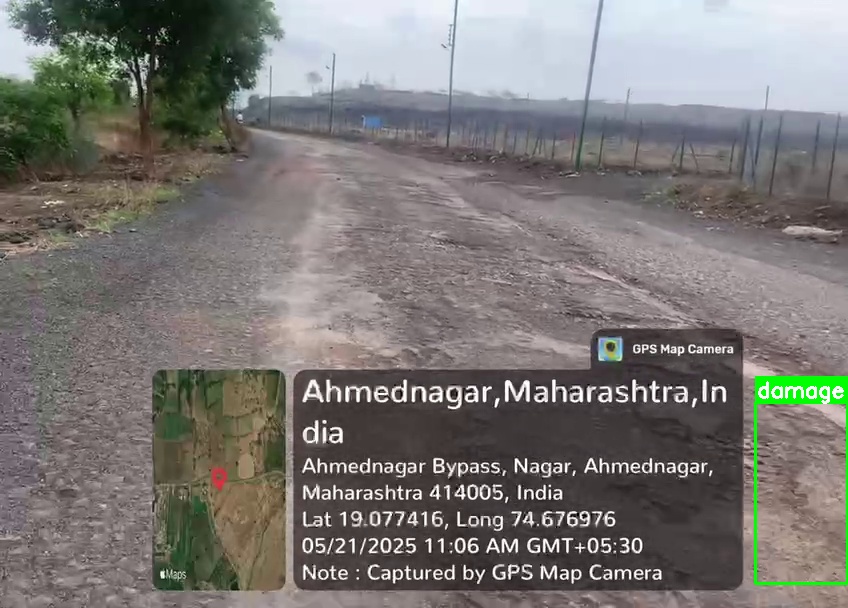 GPS Map Camera
Ahmednagar,Maharashtra,In
dia
Ahmednagar Bypass, Nagar, Ahmednagar,
Maharashtra 414005, India
Lat 19.077416, Long 74.676976
05/21/2025 11:06 AM GMT+05:30
Note : Captured by GPS Map Camera
Maps
damage